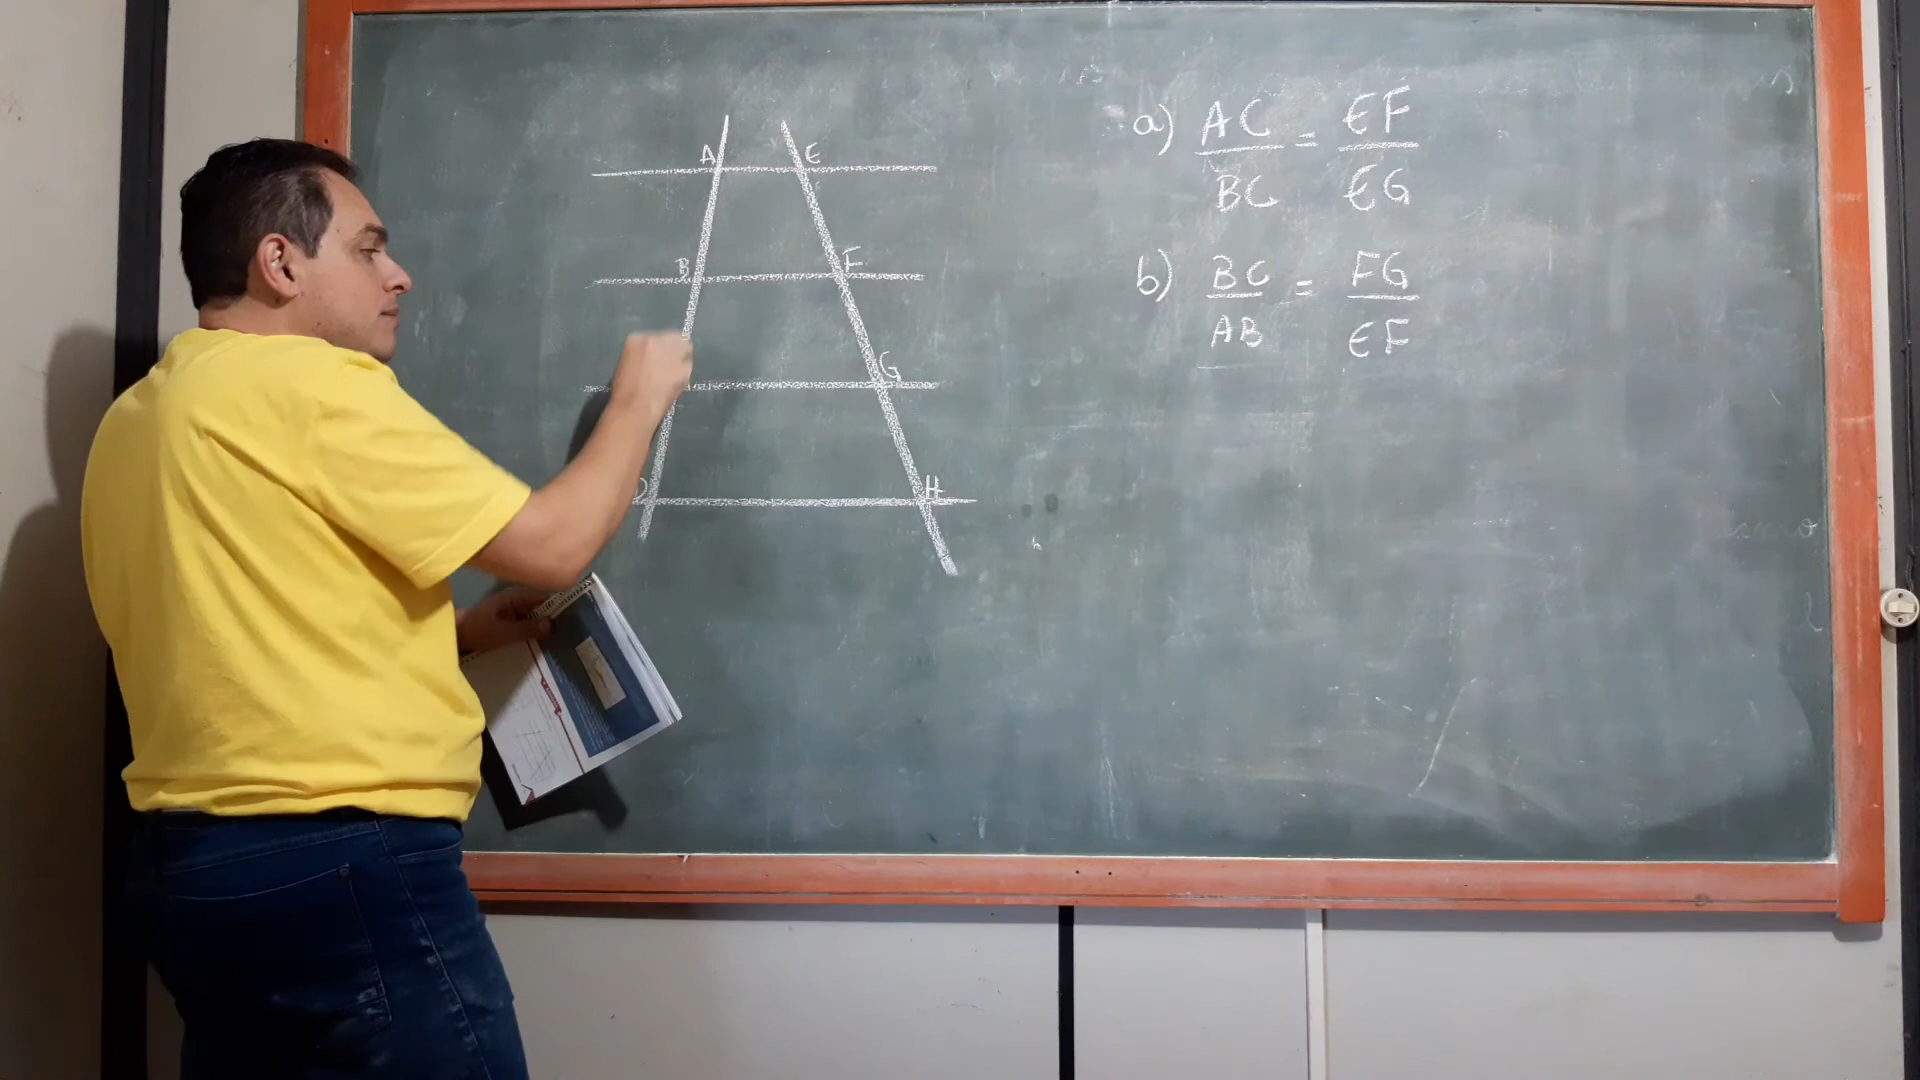 A E
B F
G
D H
a) AC = EF
BC EG
b) BC = FG
AB EF